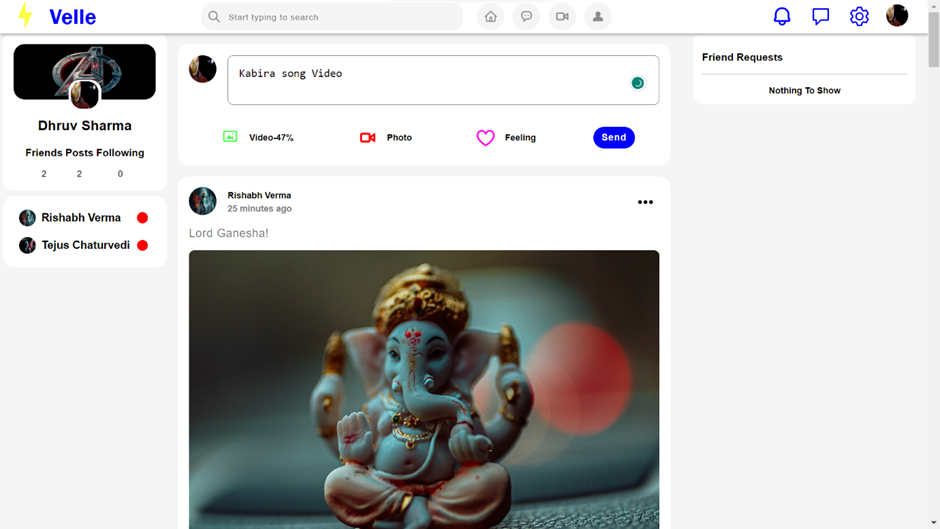 Velle
Start typing to search
Dhruv Sharma
Friends Posts Following
2 2 0
Rishabh Verma
Tejus Chaturvedi
Kabira song Video
Video-47% Photo Feeling Send
Rishabh Verma
25 minutes ago
Lord Ganesha!
Friend Requests
Nothing To Show